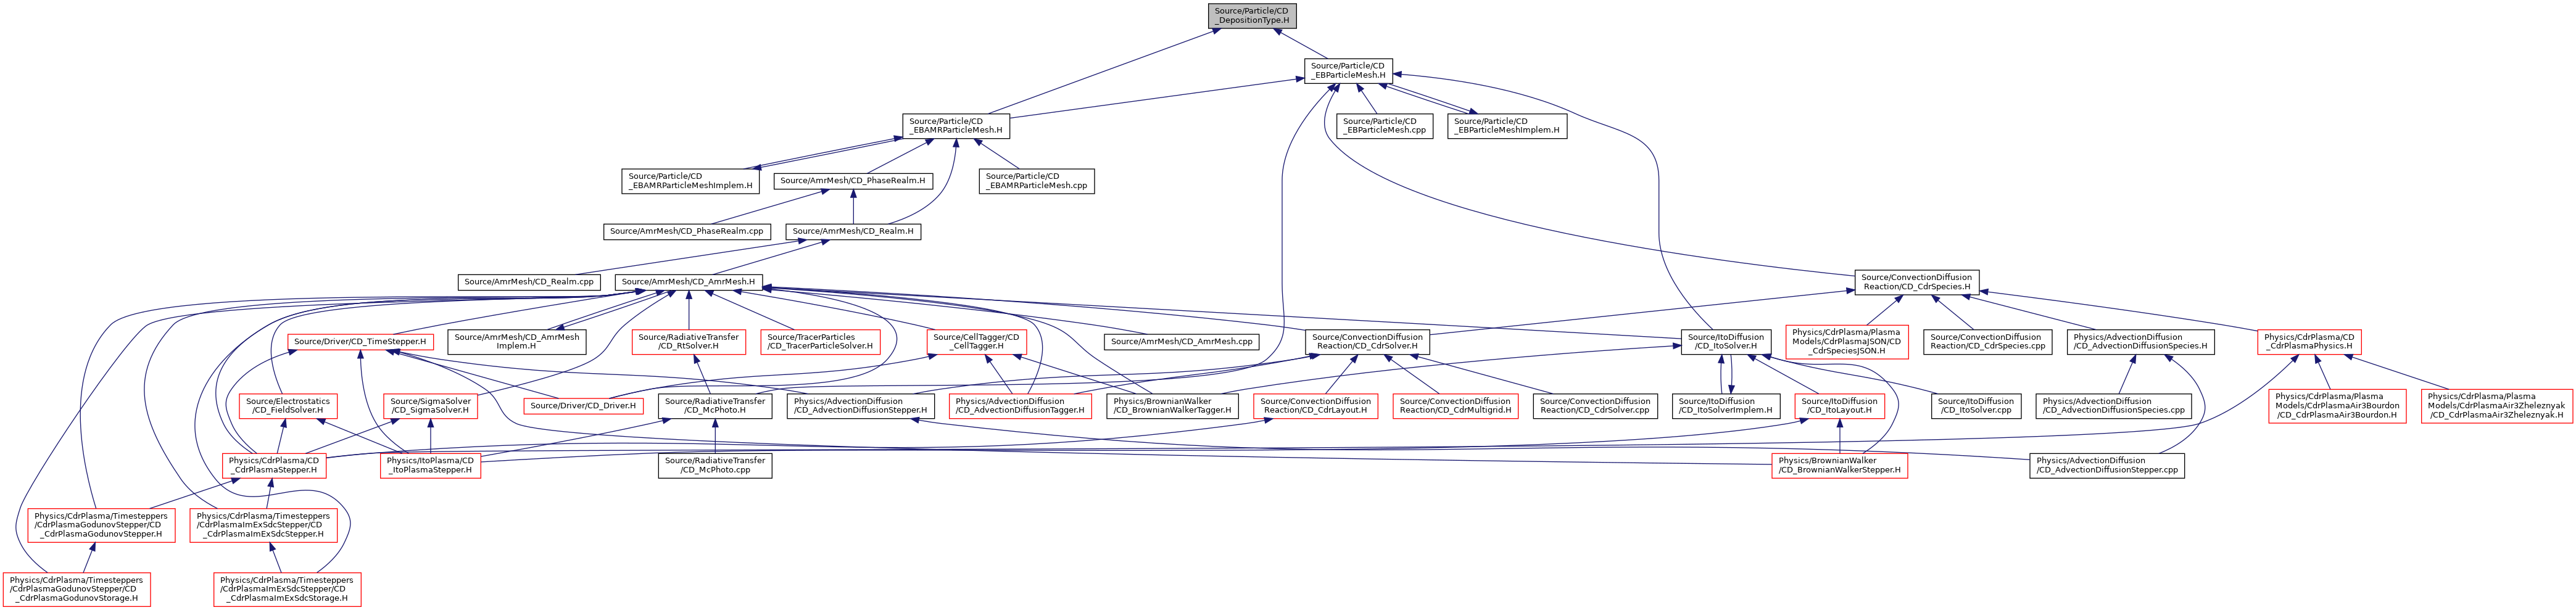 Source/Particle/CD
_DepositionType.H
Source/Particle/CD
_EBParticleMesh.H
Source/Particle/CD
_EBAMRParticleMesh.H
Source/Particle/CD
_EBParticleMesh.cpp
Source/Particle/CD
_EBParticleMeshImplem.H
Source/Particle/CD
_EBAMRParticleMeshImplem.H
Source/AmrMesh/CD_PhaseRealm.H
Source/Particle/CD
_EBAMRParticleMesh.cpp
Source/AmrMesh/CD_PhaseRealm.cpp
Source/AmrMesh/CD_Realm.H
Source/AmrMesh/CD_Realm.cpp
Source/AmrMesh/CD_AmrMesh.H
Source/ConvectionDiffusion
Reaction/CD_CdrSpecies.H
Source/Driver/CD_TimeStepper.H
Source/AmrMesh/CD_AmrMesh
Implem.H
Source/RadiativeTransfer
/CD_RtSolver.H
Source/TracerParticles
/CD_TracerParticleSolver.H
Source/CellTagger/CD
_CellTagger.H
Source/AmrMesh/CD_AmrMesh.cpp
Source/ConvectionDiffusion
Reaction/CD_CdrSolver.H
Source/ItoDiffusion
/CD_ItoSolver.H
Physics/CdrPlasma/Plasma
Models/CdrPlasmaJSON/CD
_CdrSpeciesJSON.H
Source/ConvectionDiffusion
Reaction/CD_CdrSpecies.cpp
Physics/AdvectionDiffusion
/CD_AdvectionDiffusionSpecies.H
Physics/CdrPlasma/CD
_CdrPlasmaPhysics.H
Source/Electrostatics
/CD_FieldSolver.H
Source/SigmaSolver
/CD_SigmaSolver.H
Source/Driver/CD_Driver.H
Source/RadiativeTransfer
/CD_McPhoto.H
Physics/AdvectionDiffusion
/CD_AdvectionDiffusionStepper.H
Physics/AdvectionDiffusion
/CD_AdvectionDiffusionTagger.H
Physics/BrownianWalker
/CD_BrownianWalkerTagger.H
Source/ConvectionDiffusion
Reaction/CD_CdrLayout.H
Source/ConvectionDiffusion
Reaction/CD_CdrMultigrid.H
Source/ConvectionDiffusion
Reaction/CD_CdrSolver.cpp
Source/ItoDiffusion
/CD_ItoSolverImplem.H
Source/ItoDiffusion
/CD_ItoLayout.H
Source/ItoDiffusion
/CD_ItoSolver.cpp
Physics/AdvectionDiffusion
/CD_AdvectionDiffusionSpecies.cpp
Physics/CdrPlasma/Plasma
Models/CdrPlasmaAir3Bourdon
/CD_CdrPlasmaAir3Bourdon.H
Physics/CdrPlasma/Plasma
Models/CdrPlasmaAir3Zheleznyak
/CD_CdrPlasmaAir3Zheleznyak.H
Physics/CdrPlasma/CD
_CdrPlasmaStepper.H
Physics/ItoPlasma/CD
_ItoPlasmaStepper.H
Source/RadiativeTransfer
/CD_McPhoto.cpp
Physics/BrownianWalker
/CD_BrownianWalkerStepper.H
Physics/AdvectionDiffusion
/CD_AdvectionDiffusionStepper.cpp
Physics/CdrPlasma/Timesteppers
/CdrPlasmaGodunovStepper/CD
_CdrPlasmaGodunovStepper.H
Physics/CdrPlasma/Timesteppers
/CdrPlasmaImExSdcStepper/CD
_CdrPlasmaImExSdcStepper.H
Physics/CdrPlasma/Timesteppers
/CdrPlasmaGodunovStepper/CD
_CdrPlasmaGodunovStorage.H
Physics/CdrPlasma/Timesteppers
/CdrPlasmaImExSdcStepper/CD
_CdrPlasmaImExSdcStorage.H